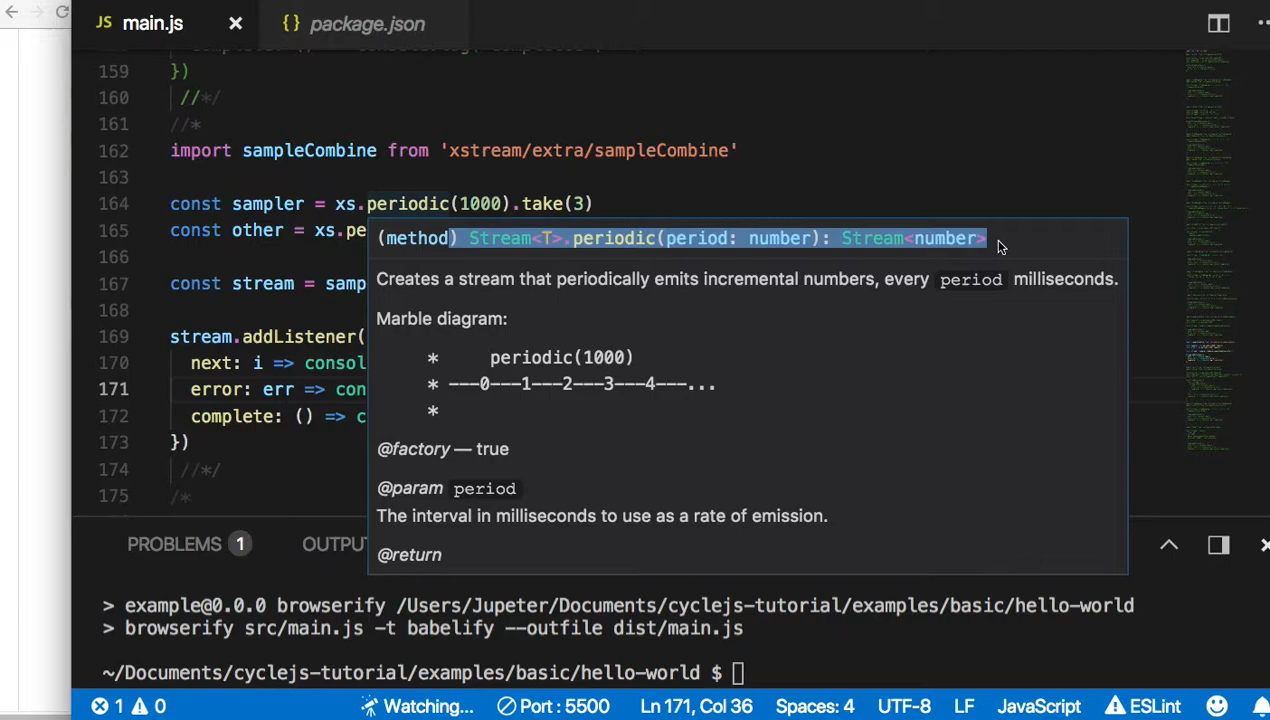 JS main.js
{} package.json
159 })
160 //*/
161 //*
162 import sampleCombine from 'xstream/extra/sampleCombine'
163
164 const sampler = xs.periodic(1000).take(3)
165 const other = xs.pe
(method) Stream<T>.periodic(period: number): Stream<number>
Creates a stream that periodically emits incremental numbers, every period milliseconds.
167 const stream = samp
Marble diagram:
168
169 stream.addListener(
* periodic(1000)
170 next: i => consol
* ---0---1---2---3---4---...
171 error: err => con
*
172 complete: () => c
173 })
@factory — true
174 //*/
@param period
175 /*
The interval in milliseconds to use as a rate of emission.
@return
PROBLEMS 1
OUTPU
> example@0.0.0 browserify /Users/Jupeter/Documents/cyclejs-tutorial/examples/basic/hello-world
> browserify src/main.js -t babelify --outfile dist/main.js
~/Documents/cyclejs-tutorial/examples/basic/hello-world $
1 0 Watching... Port : 5500 Ln 171, Col 36 Spaces: 4 UTF-8 LF JavaScript ESLint